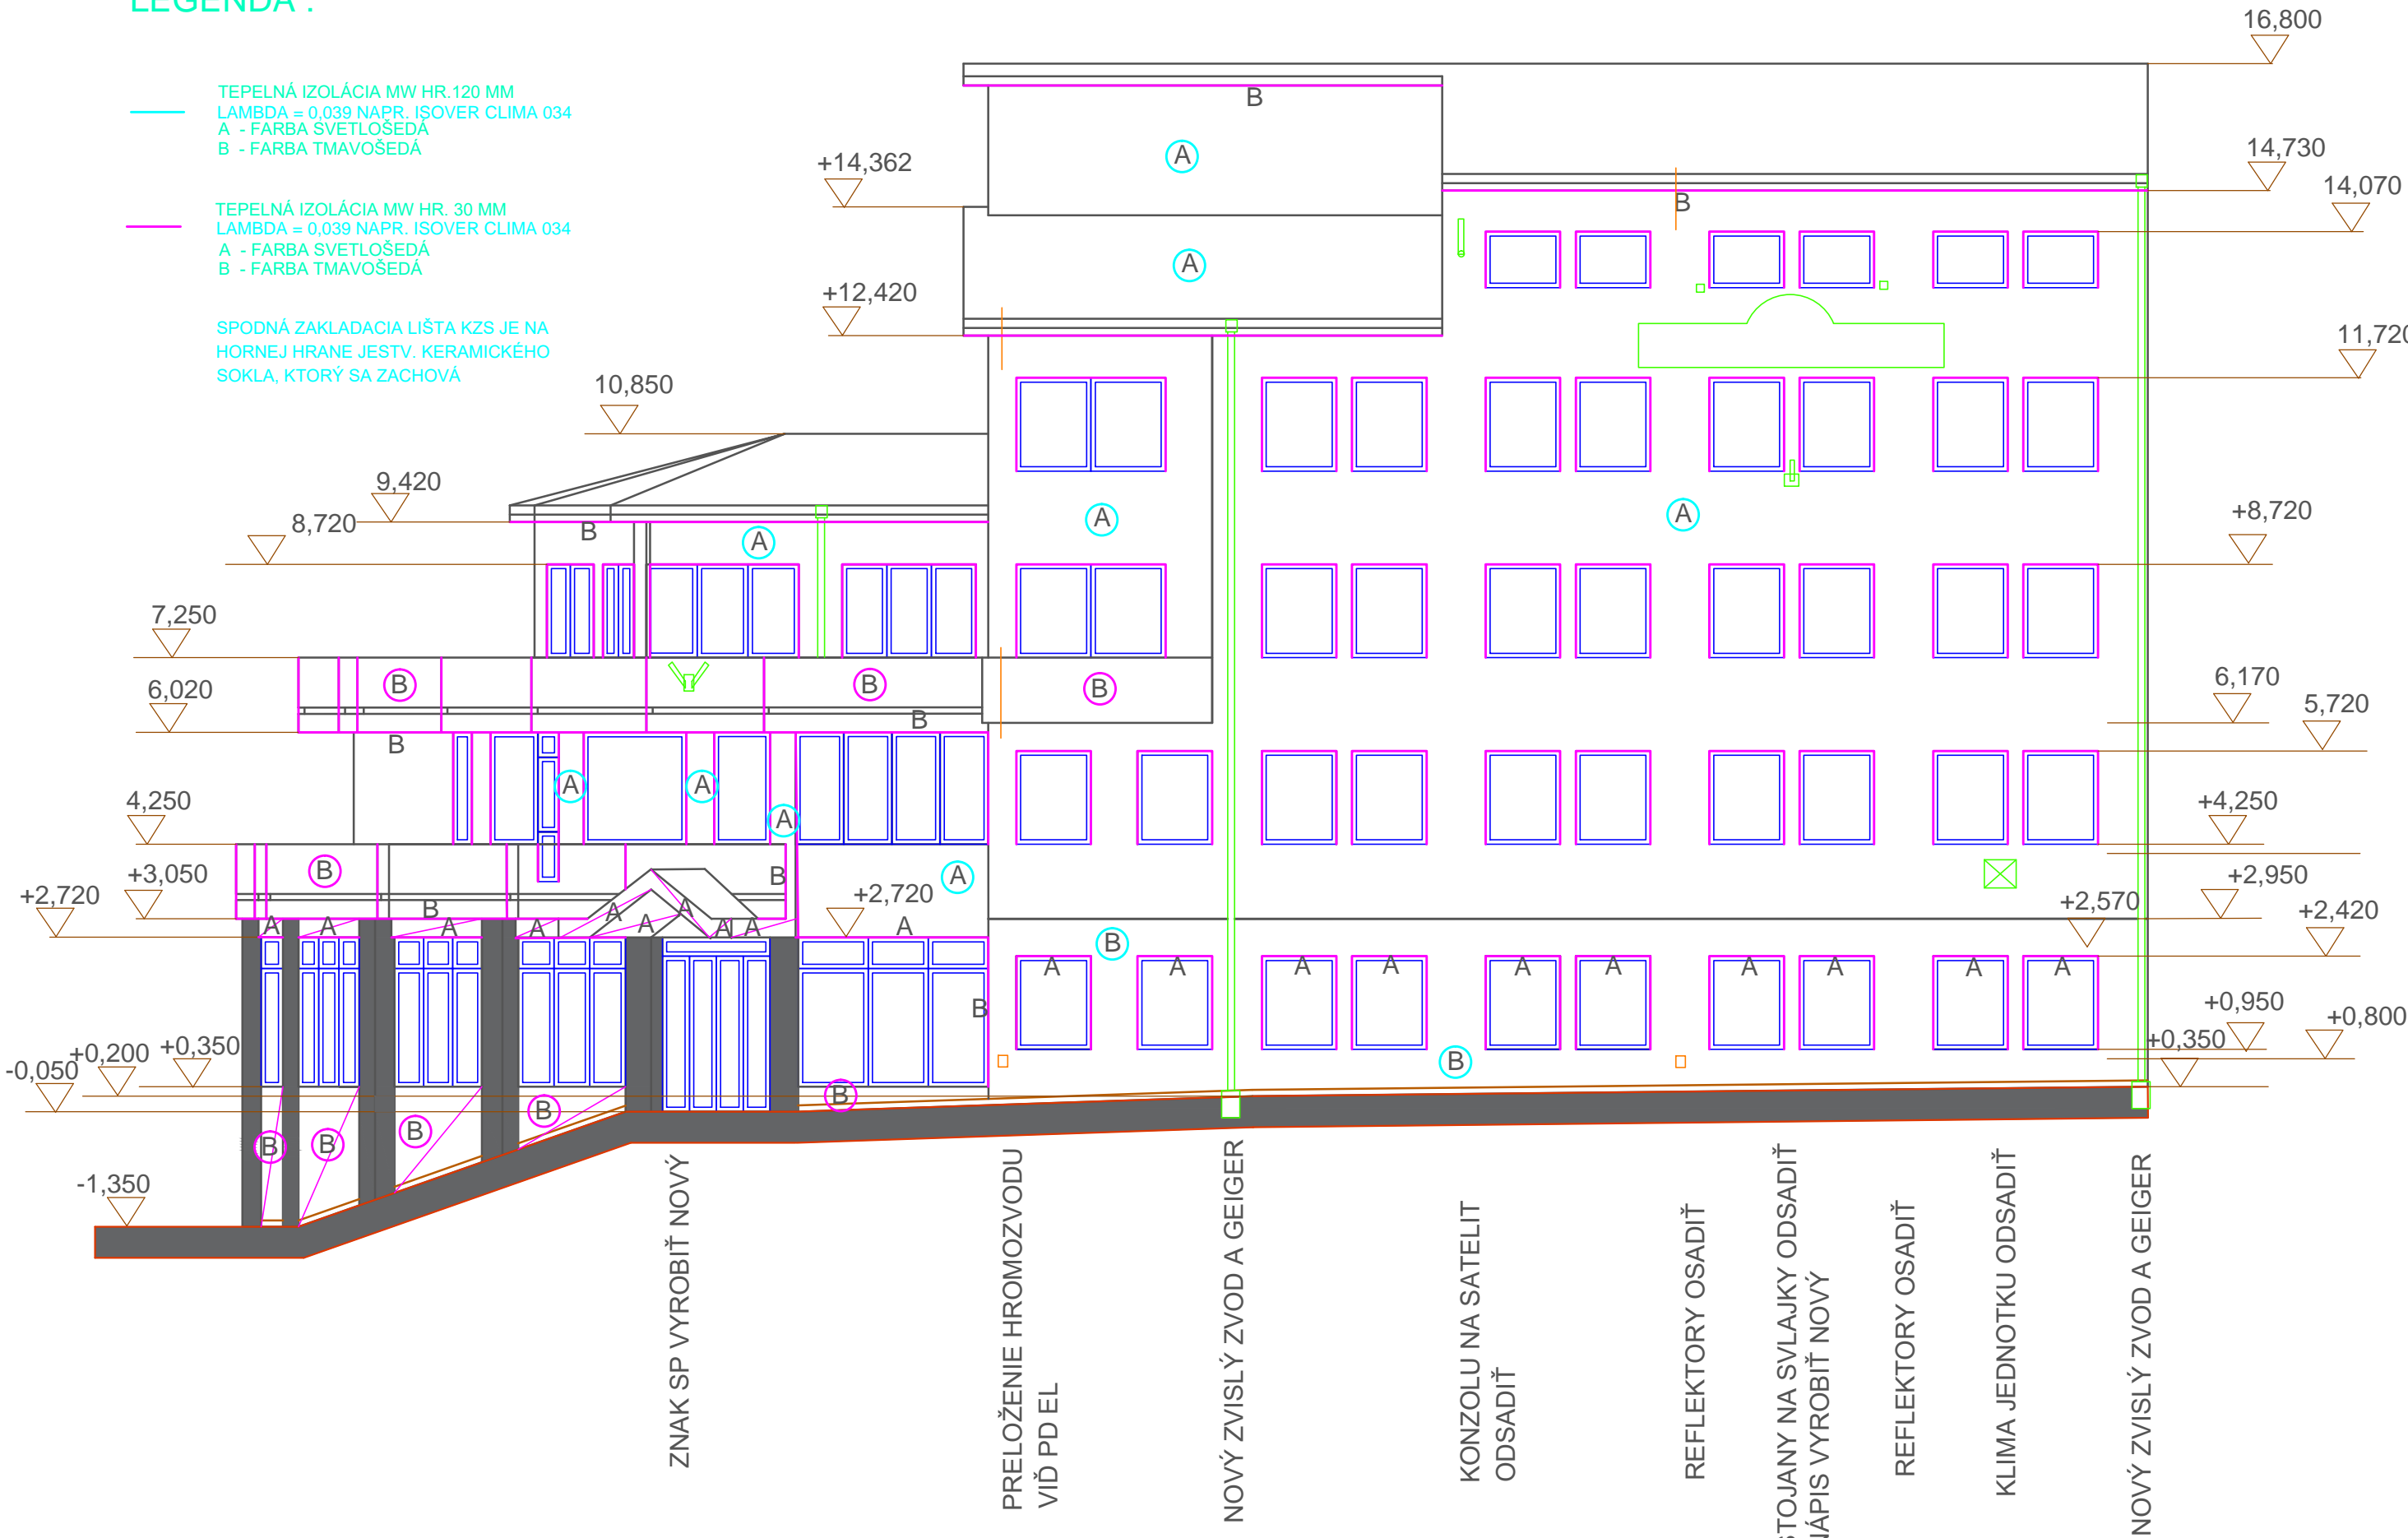 LEGENDA :
TEPELNÁ IZOLÁCIA MW HR.120 MM
LAMBDA = 0,039 NAPR. ISOVER CLIMA 034
A - FARBA SVETLOŠEDÁ
B - FARBA TMAVOŠEDÁ
TEPELNÁ IZOLÁCIA MW HR. 30 MM
LAMBDA = 0,039 NAPR. ISOVER CLIMA 034
A - FARBA SVETLOŠEDÁ
B - FARBA TMAVOŠEDÁ
SPODNÁ ZAKLADACIA LIŠTA KZS JE NA
HORNEJ HRANE JESTV. KERAMICKÉHO
SOKLA, KTORÝ SA ZACHOVÁ
16,800
B
14,730
A
+14,362
14,070
B
A
+12,420
11,720
10,850
9,420
8,720
+8,720
A
A
B
A
7,250
6,020
B
B
B
6,170
5,720
B
B
4,250
A
A
A
+4,250
+3,050
+2,720
B
B
A
+2,720
+2,950
+2,570
+2,420
B
A
A
A
A
A
A
A
A
A
A
B
A
A
A
A
A
A
A
A
A
A
B
+0,950
+0,800
+0,350
-0,050
+0,200
+0,350
B
B
B
B
B
B
-1,350
ZNAK SP VYROBIŤ NOVÝ
PRELOŽENIE HROMOZVODU
VIĎ PD EL
NOVÝ ZVISLÝ ZVOD A GEIGER
KONZOLU NA SATELIT
ODSADIŤ
REFLEKTORY OSADIŤ
STOJANY NA SVLAJKY ODSADIŤ
NÁPIS VYROBIŤ NOVÝ
REFLEKTORY OSADIŤ
KLIMA JEDNOTKU ODSADIŤ
NOVÝ ZVISLÝ ZVOD A GEIGER